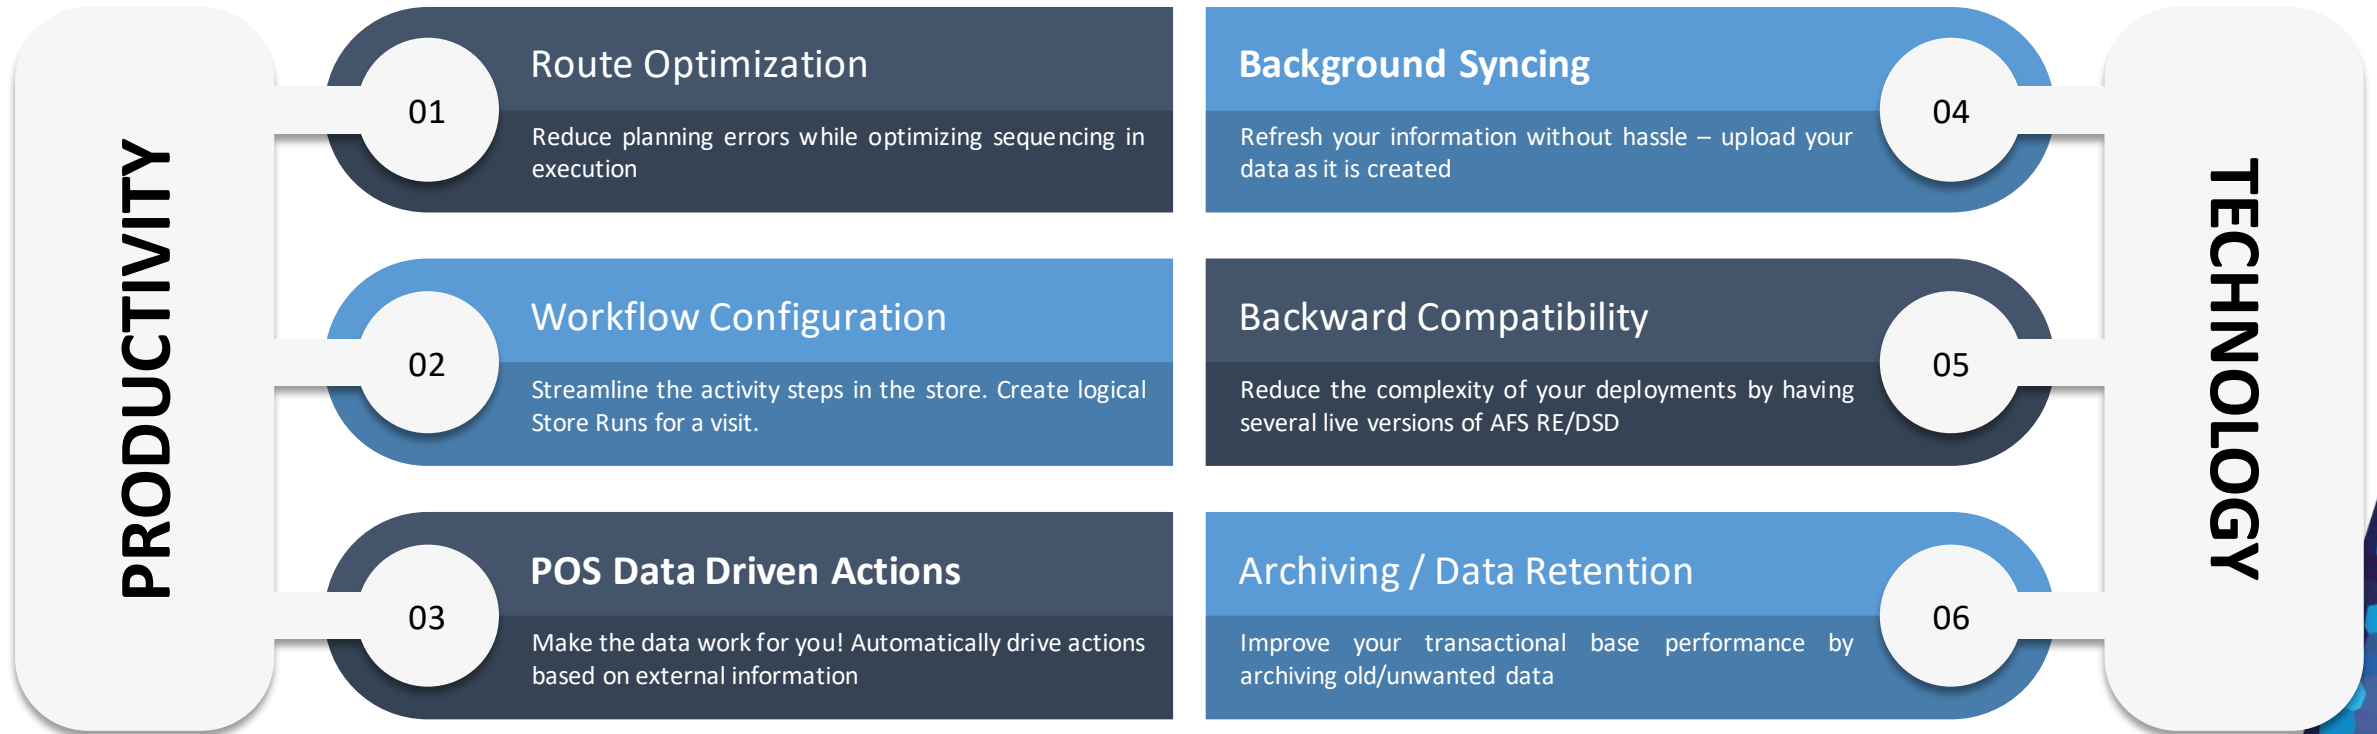 PRODUCTIVITY
01
Route Optimization
Reduce planning errors while optimizing sequencing in
execution
02
Workflow Configuration
Streamline the activity steps in the store. Create logical
Store Runs for a visit.
03
POS Data Driven Actions
Make the data work for you! Automatically drive actions
based on external information
Background Syncing
04
Refresh your information without hassle – upload your
data as it is created
Backward Compatibility
05
Reduce the complexity of your deployments by having
several live versions of AFS RE/DSD
Archiving / Data Retention
06
Improve your transactional base performance by
archiving old/unwanted data
TECHNOLOGY